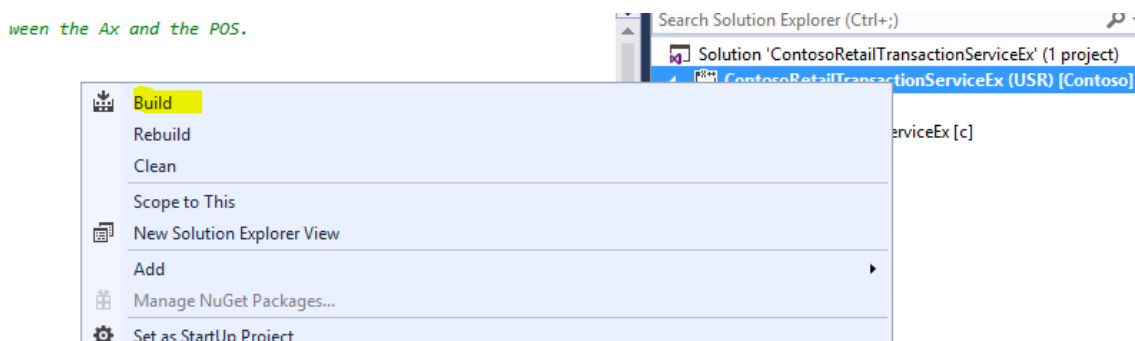 ween the Ax and the POS.
Search Solution Explorer (Ctrl+;)
Solution 'ContosoRetailTransactionServiceEx' (1 project)
ContosoRetailTransactionServiceEx (USR) [Contoso]
erviceEx [c]
Build
Rebuild
Clean
Scope to This
New Solution Explorer View
Add
Manage NuGet Packages...
Set as StartUp Project